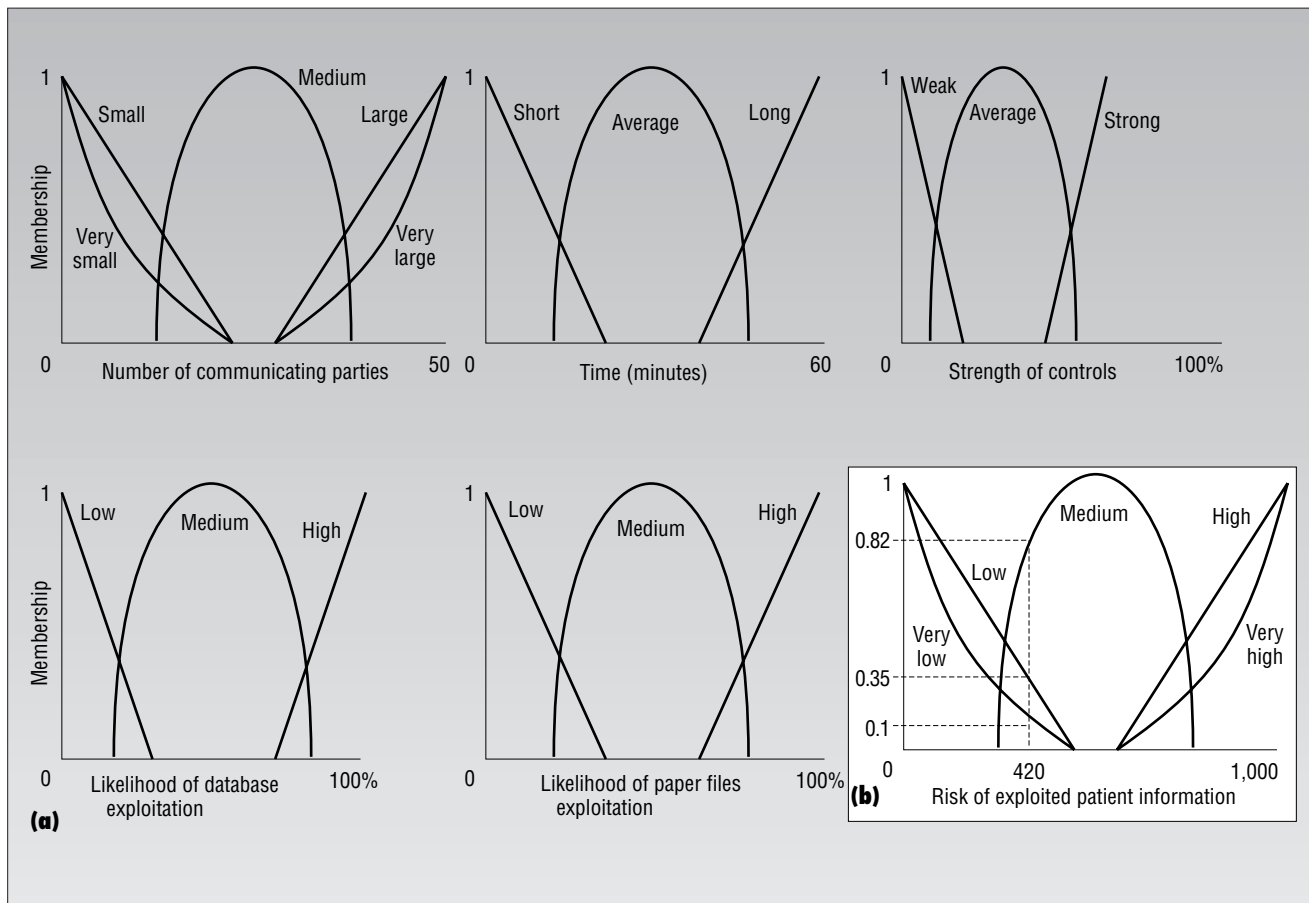 1
Small
Medium
Large
Very
small
Very
large
Membership
0
50
Number of communicating parties
1
Short
Average
Long
0
60
Time (minutes)
1
Weak
Average
Strong
0
100%
Strength of controls
1
Low
Medium
High
Membership
0
100%
Likelihood of database
exploitation
(a)
1
Low
Medium
High
0
100%
Likelihood of paper files
exploitation
1
0.82
Medium
High
Low
Very
low
Very
high
0.35
0.1
0
420
1,000
(b)
Risk of exploited patient information